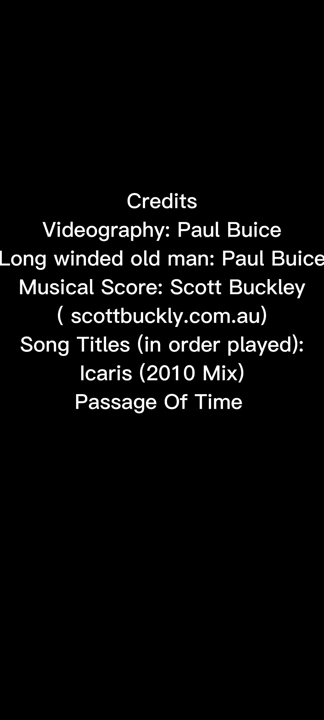 Credits
Videography: Paul Buice
Long winded old man: Paul Buice
Musical Score: Scott Buckley
( scottbuckly.com.au)
Song Titles (in order played):
Icaris (2010 Mix)
Passage Of Time